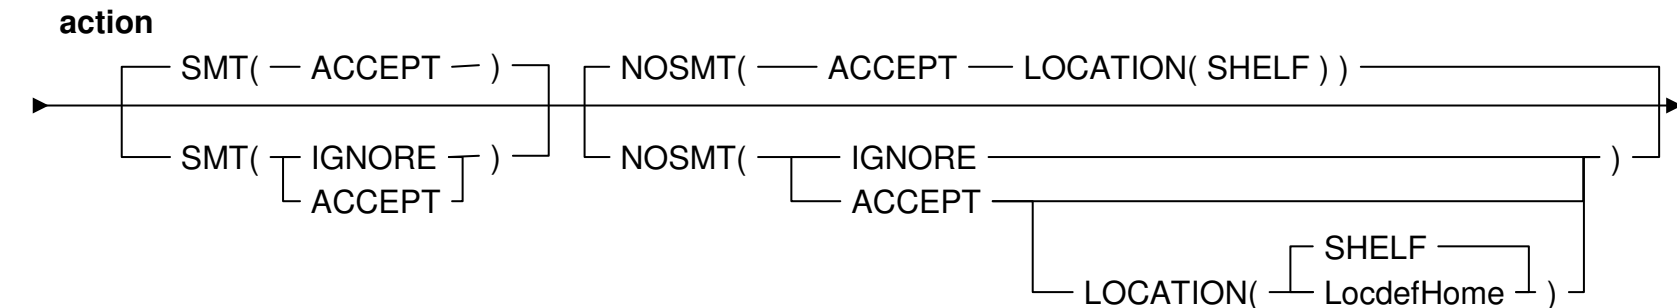 action
SMT( ACCEPT ) NOSMT( ACCEPT LOCATION( SHELF ) )
SMT( IGNORE ) NOSMT( IGNORE )
ACCEPT ACCEPT
SHELF
LOCATION( LocdefHome )